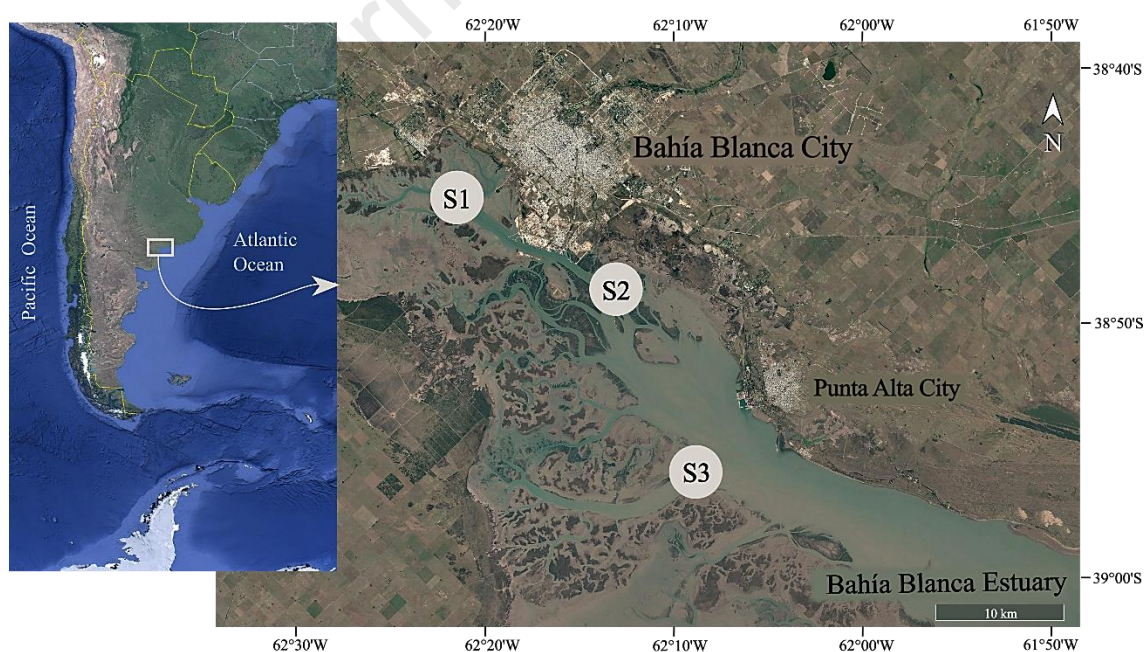 62°20'W
62°10'W
62°00'W
61°50'W
38°40'S
N
Bahía Blanca City
S1
Pacific Ocean
Atlantic
Ocean
S2
38°50'S
Punta Alta City
S3
Bahía Blanca Estuary
39°00'S
10 km
62°30'W
62°20'W
62°10'W
62°00'W
61°50'W